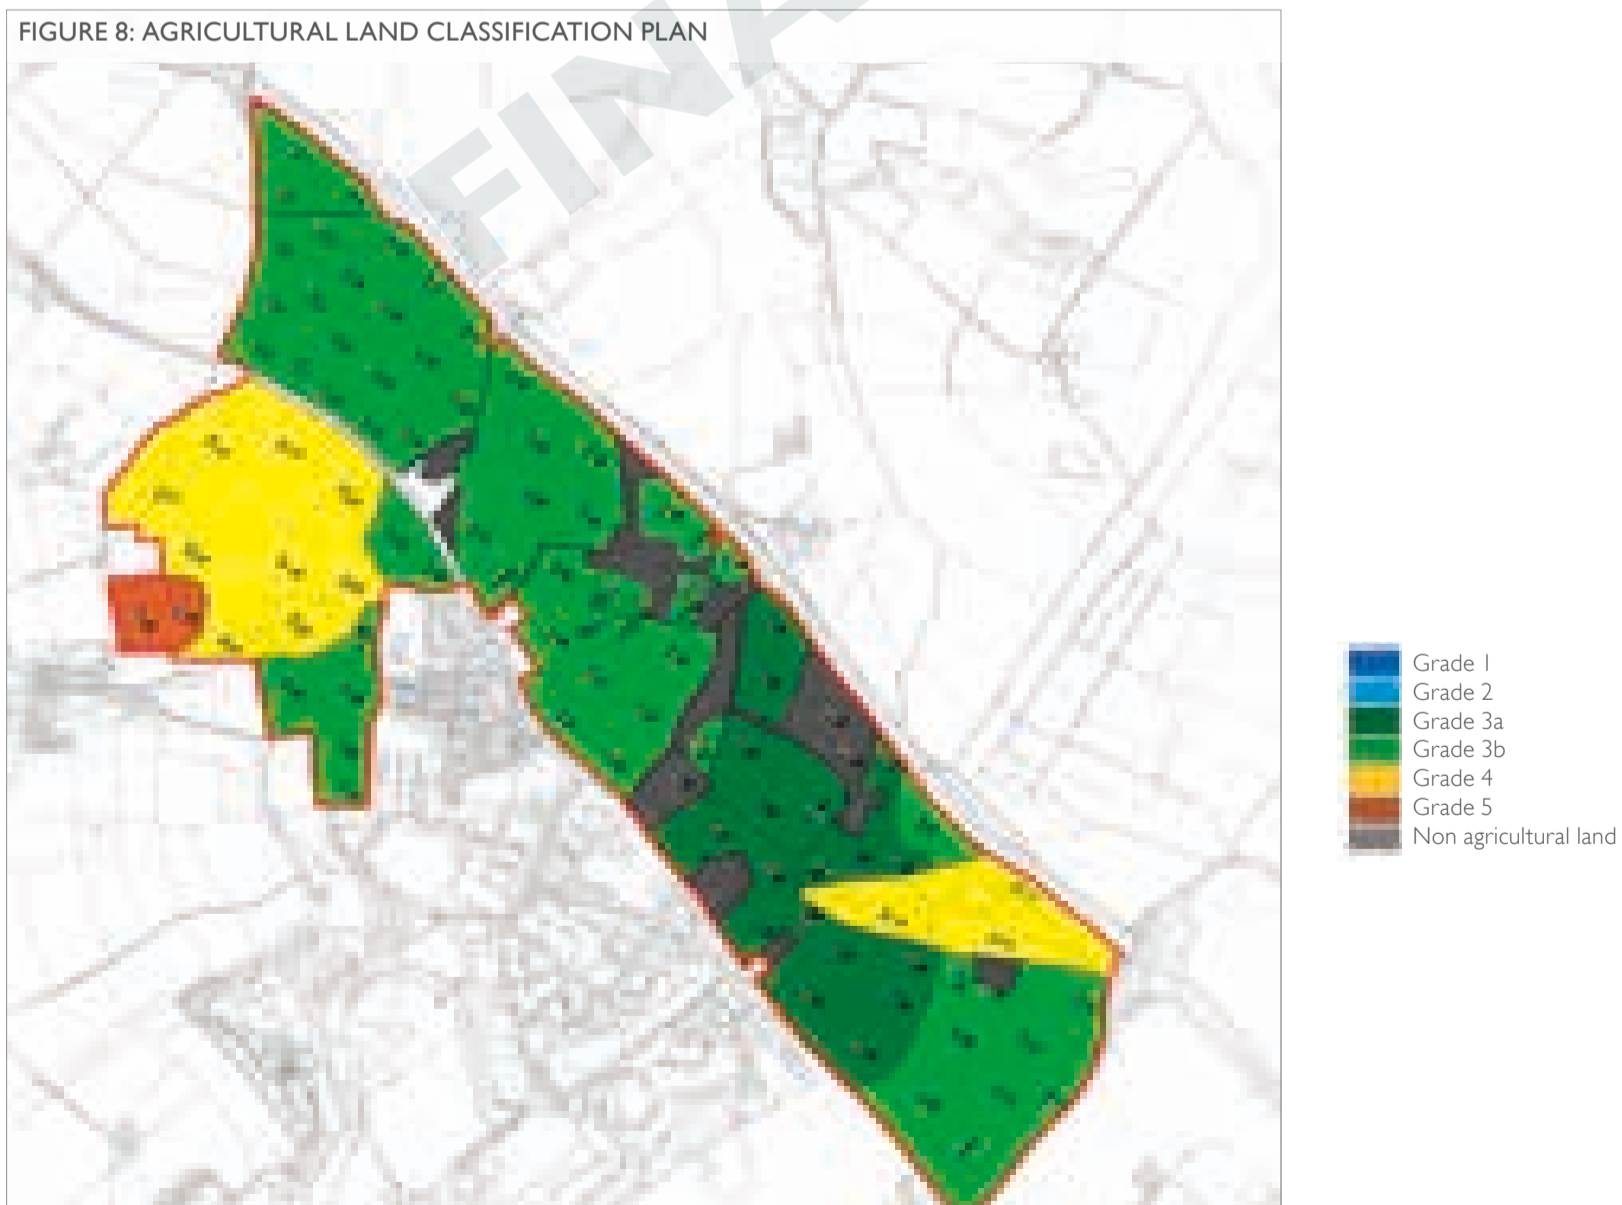 FIGURE 8: AGRICULTURAL LAND CLASSIFICATION PLAN
FINA
Grade 1
Grade 2
Grade 3a
Grade 3b
Grade 4
Grade 5
Non agricultural land